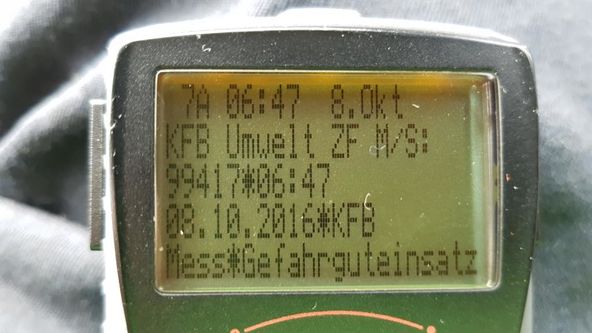 7A 06:47 8.Okt
KFB Umwelt ZF M/S:
99417*06:47
08.10.2016*KFB
Mess*Gefahrguteinsatz